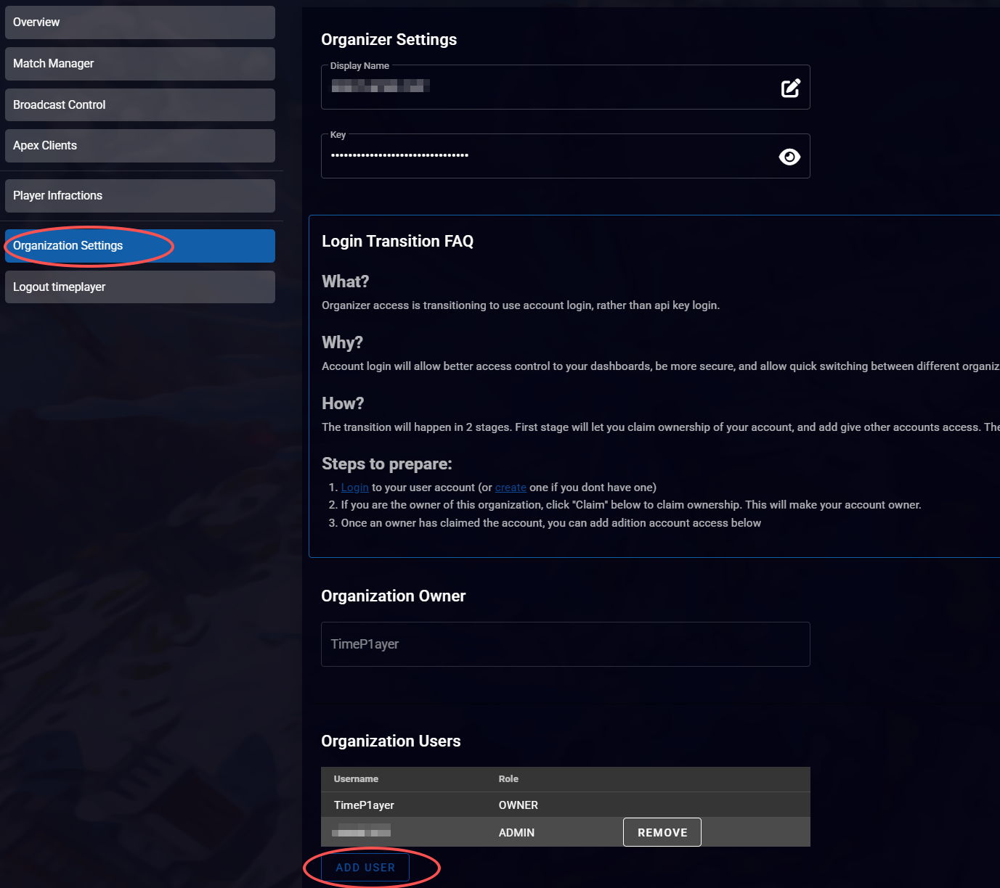 Overview
Match Manager
Broadcast Control
Apex Clients
Player Infractions
Organization Settings
Logout timeplayer
Organizer Settings
Display Name
Key
••••••••••••••••••••••••••••••••
Login Transition FAQ
What?
Organizer access is transitioning to use account login, rather than api key login.
Why?
Account login will allow better access control to your dashboards, be more secure, and allow quick switching between different organiz
How?
The transition will happen in 2 stages. First stage will let you claim ownership of your account, and add give other accounts access. The
Steps to prepare:
1. Login to your user account (or create one if you dont have one)
2. If you are the owner of this organization, click "Claim" below to claim ownership. This will make your account owner.
3. Once an owner has claimed the account, you can add adition account access below
Organization Owner
TimeP1ayer
Organization Users
Username Role
TimeP1ayer OWNER
ADMIN REMOVE
ADD USER